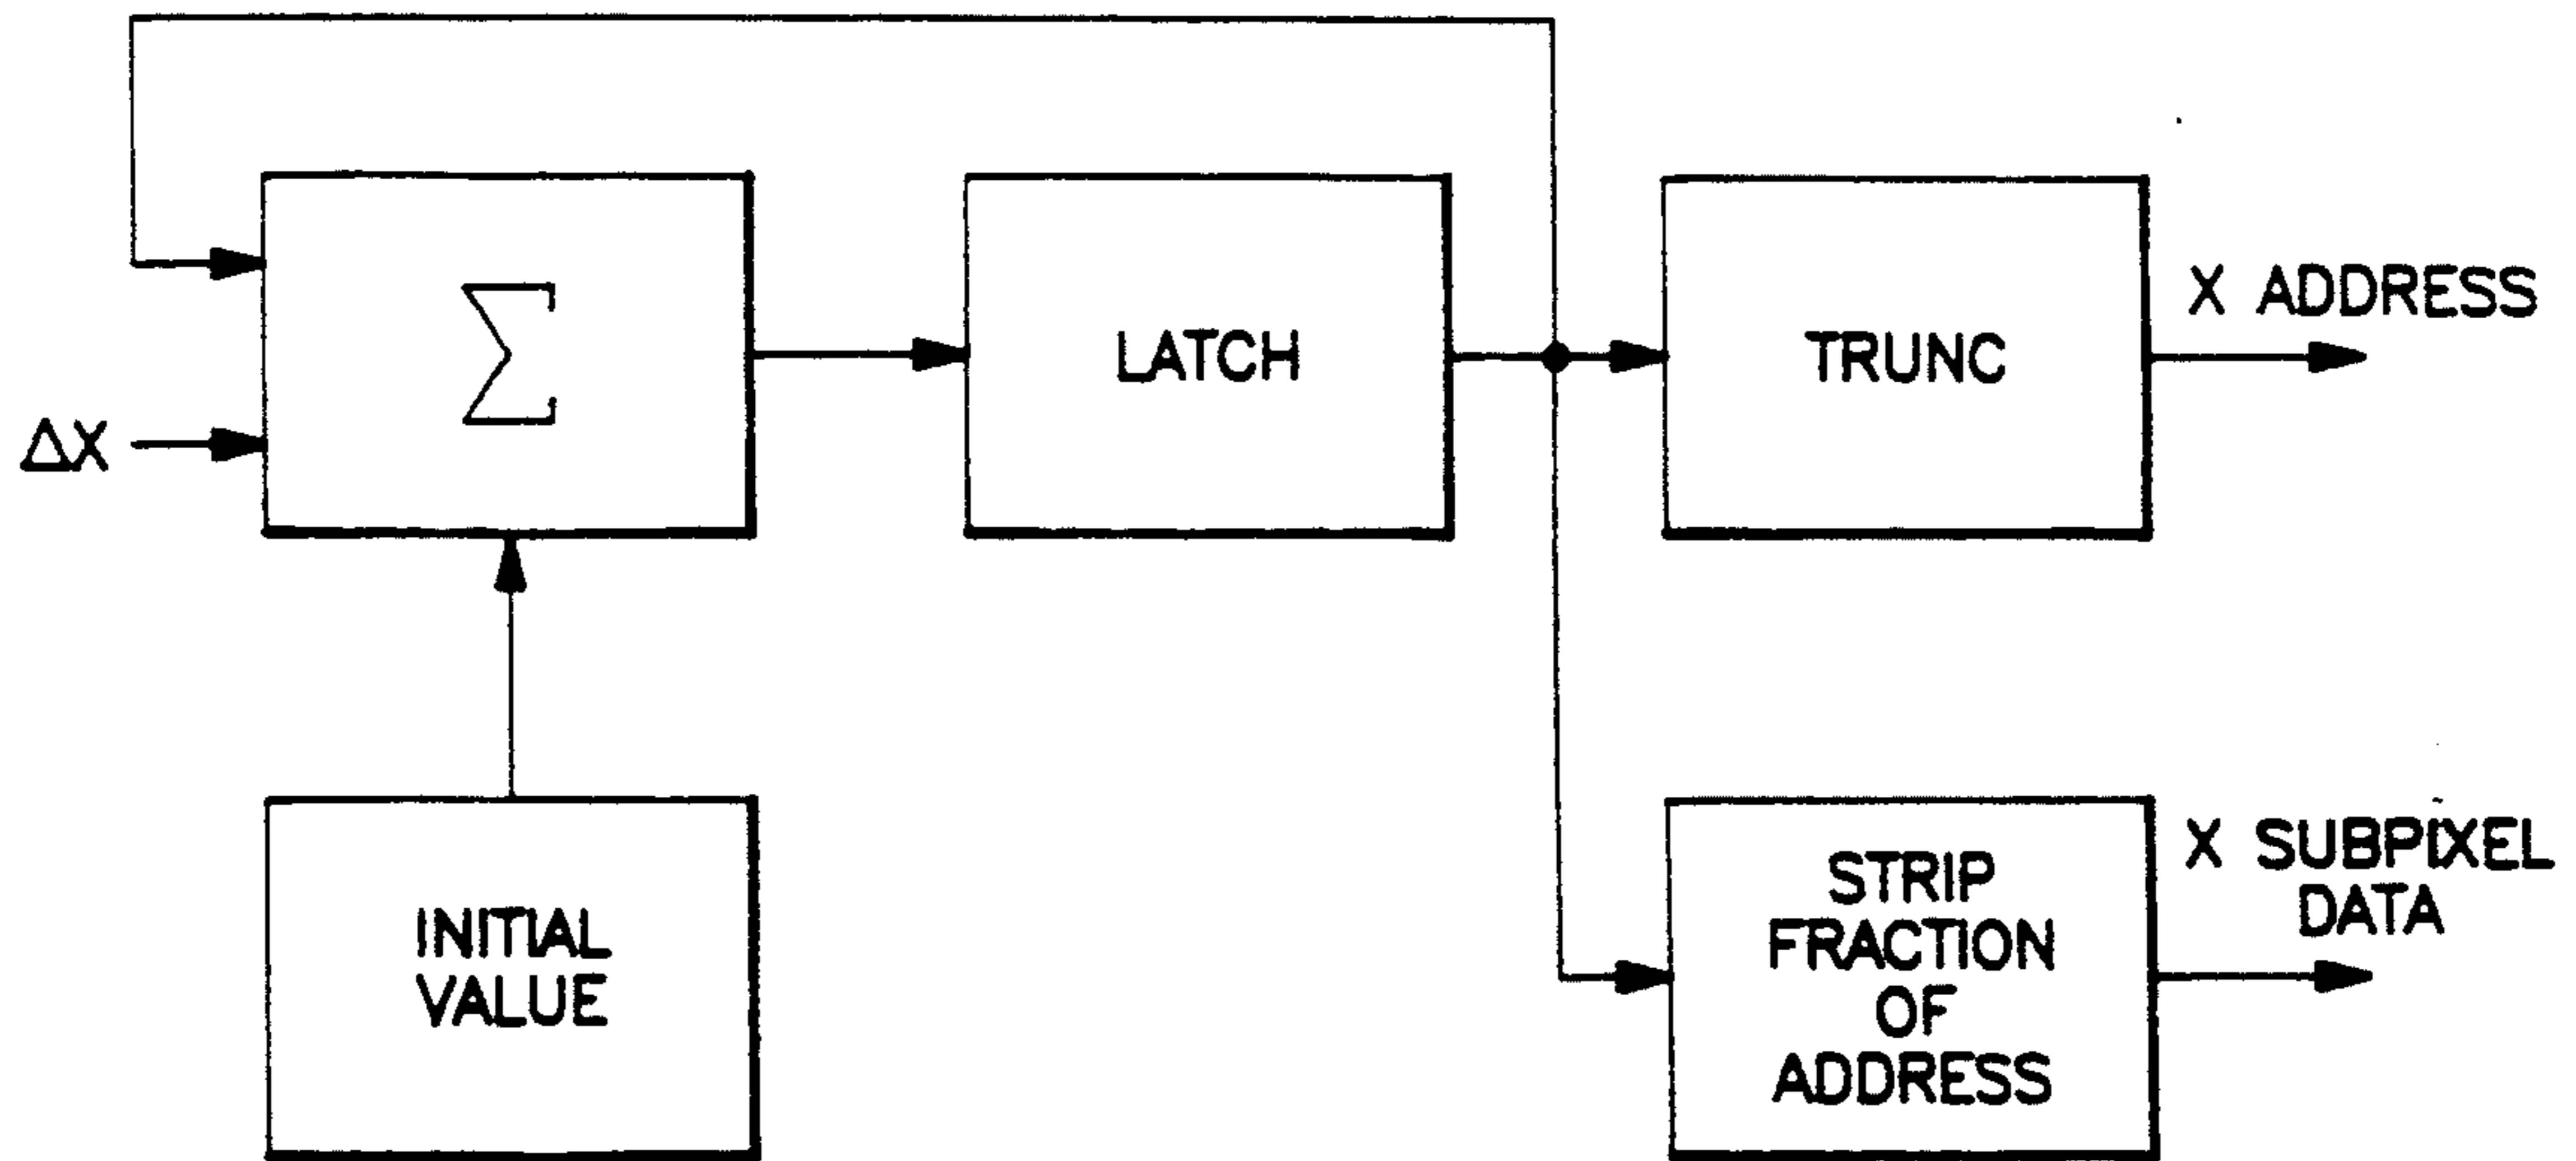 Σ
LATCH
TRUNC
X ADDRESS
ΔX
INITIAL
VALUE
STRIP
FRACTION
OF
ADDRESS
X SUBPIXEL
DATA